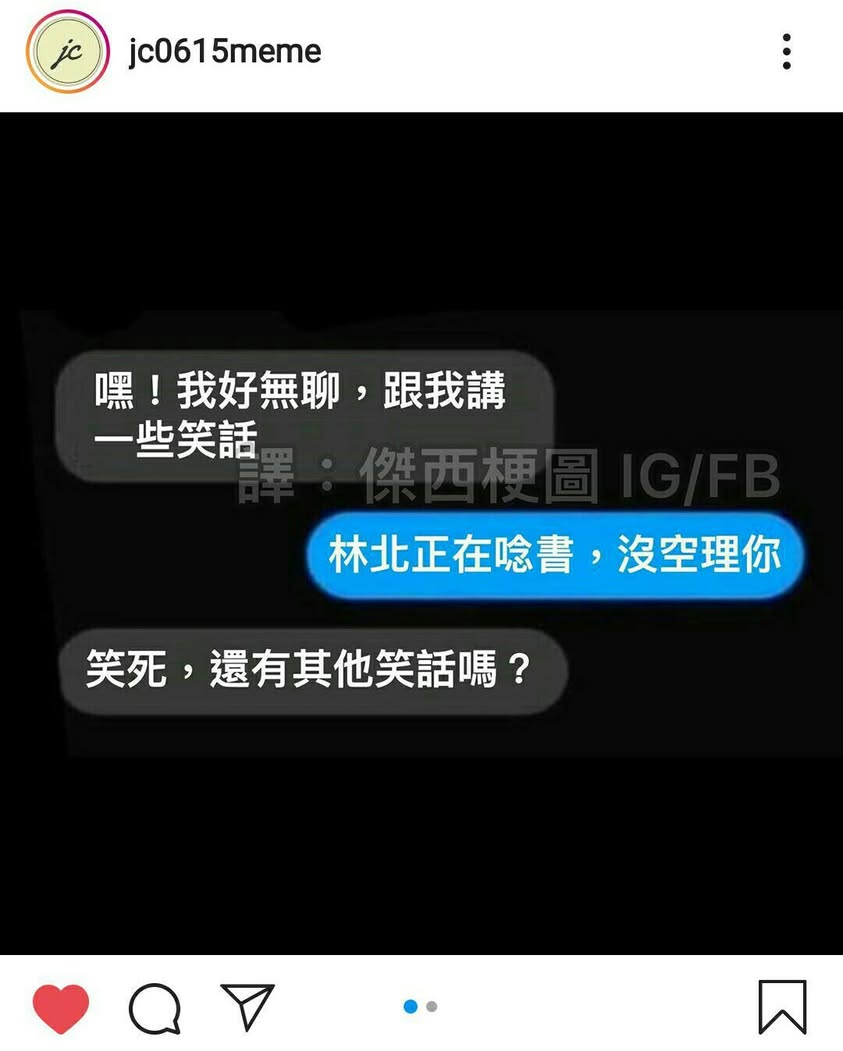 jc
jc0615meme
嘿！我好無聊，跟我講
一些笑話
譯：傑西梗圖 IG/FB
林北正在唸書，沒空理你
笑死，還有其他笑話嗎？